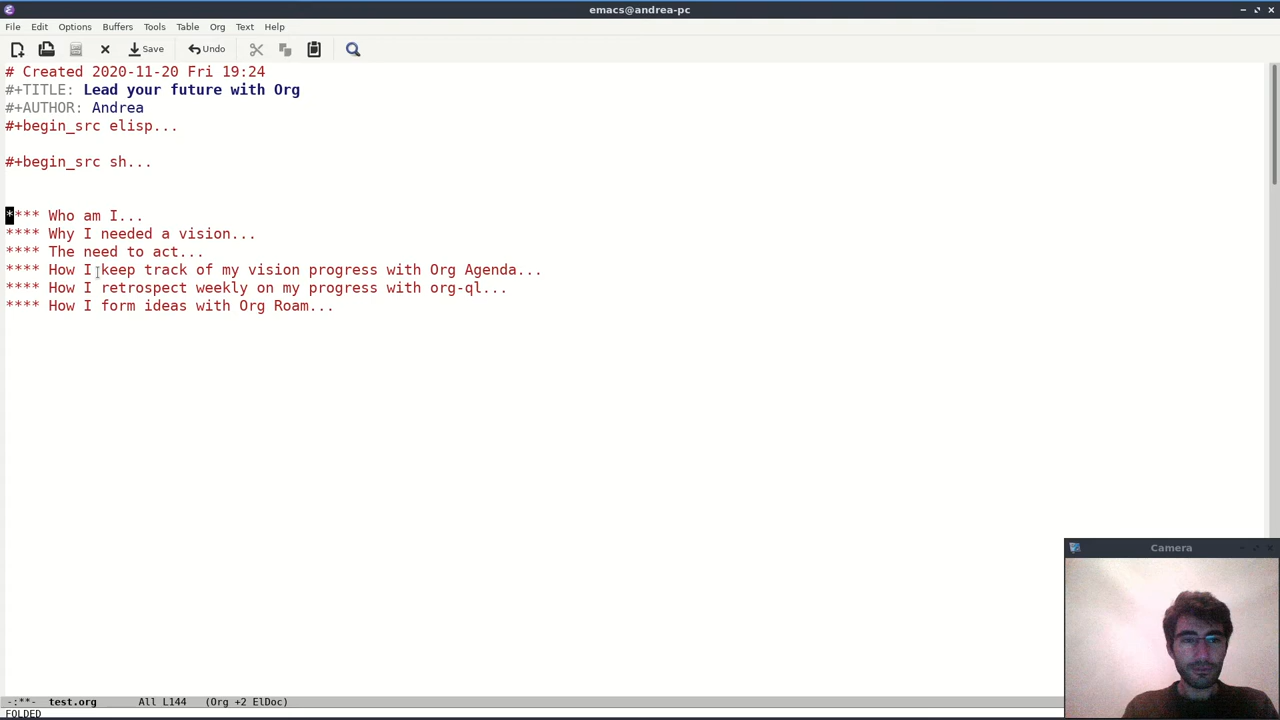 emacs@andrea-pc
File Edit Options Buffers Tools Table Org Text Help
Save Undo
# Created 2020-11-20 Fri 19:24
#+TITLE: Lead your future with Org
#+AUTHOR: Andrea
#+begin_src elisp...
#+begin_src sh...
**** Who am I...
**** Why I needed a vision...
**** The need to act...
**** How I keep track of my vision progress with Org Agenda...
**** How I retrospect weekly on my progress with org-ql...
**** How I form ideas with Org Roam...
Camera
-:**- test.org All L144 (Org +2 ElDoc)
FOLDED